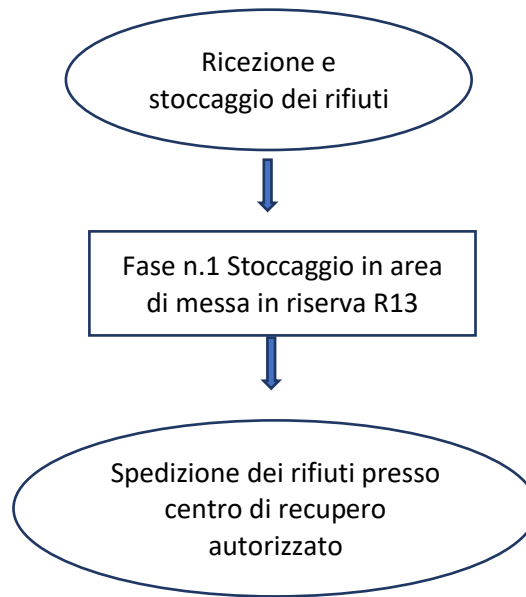 Ricezione e
stoccaggio dei rifiuti
Fase n.1 Stoccaggio in area
di messa in riserva R13
Spedizione dei rifiuti presso
centro di recupero
autorizzato